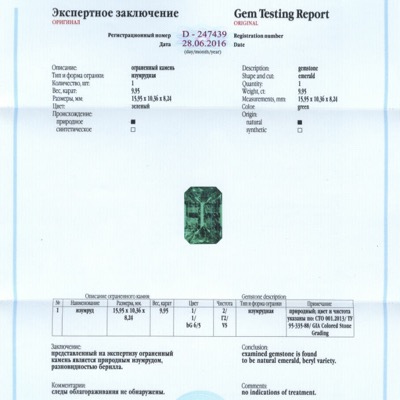 Экспертное заключение Gem Testing Report
ОРИГИНАЛ ORIGINAL
Регистрационный номер D - 247439 Registration number
Дата 28.06.2016 Date
(day/month/year)
Описание: ограненный камень Description: gemstone
Тип и форма огранки изумрудная Shape and cut: emerald
Количество, шт: 1 Quantity: 1
Вес, карат: 9,95 Weight, ct: 9,95
Размеры, мм: 15,95 x 10,36 x 8,24 Measurements, mm: 15,95 x 10,36 x 8,24
Цвет: зеленый Color: green
Происхождение: Origin:
природное ■ natural ■
синтетическое □ synthetic □
Описание ограненного камня Gemstone description
№ Наименование Размеры, мм. Вес, карат Цвет Чистота Тип и форма огранки Примечание
1 изумруд 15,95 x 10,36 x 9,95 1/ 2/ изумрудная природный, цвет и чистота
8,24 1/ Г2/ указаны по: СТО 001.2013/ ТУ
bG 6/5 VS 95-335-88/ GIA Colored Stone
Grading
Заключение: Conclusion:
представленный на экспертизу ограненный examined gemstone is found
камень является природным изумрудом, to be natural emerald, beryl variety.
разновидностью берилла.
Комментарии Comments
следы облагораживания не обнаружены. no indications of treatment.